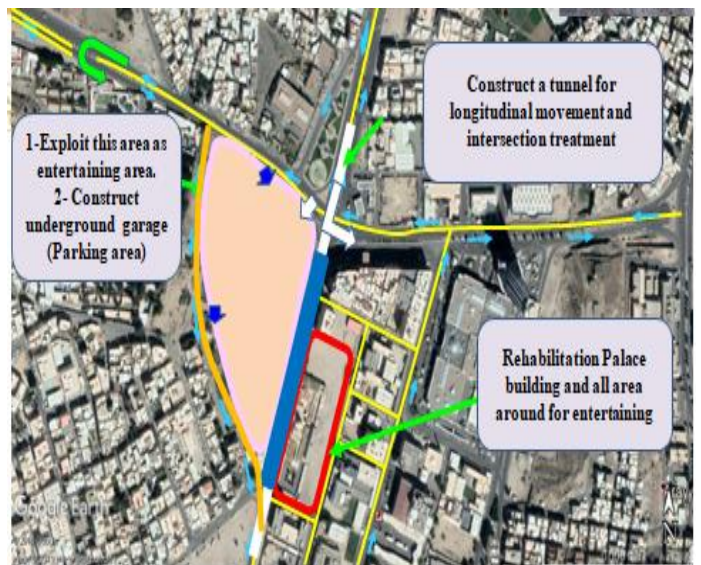 Construct a tunnel for
longitudinal movement and
intersection treatment
1-Exploit this area as
entertaining area.
2- Construct
underground garage
(Parking area)
Rehabilitation Palace
building and all area
around for entertaining
Google Earth
N